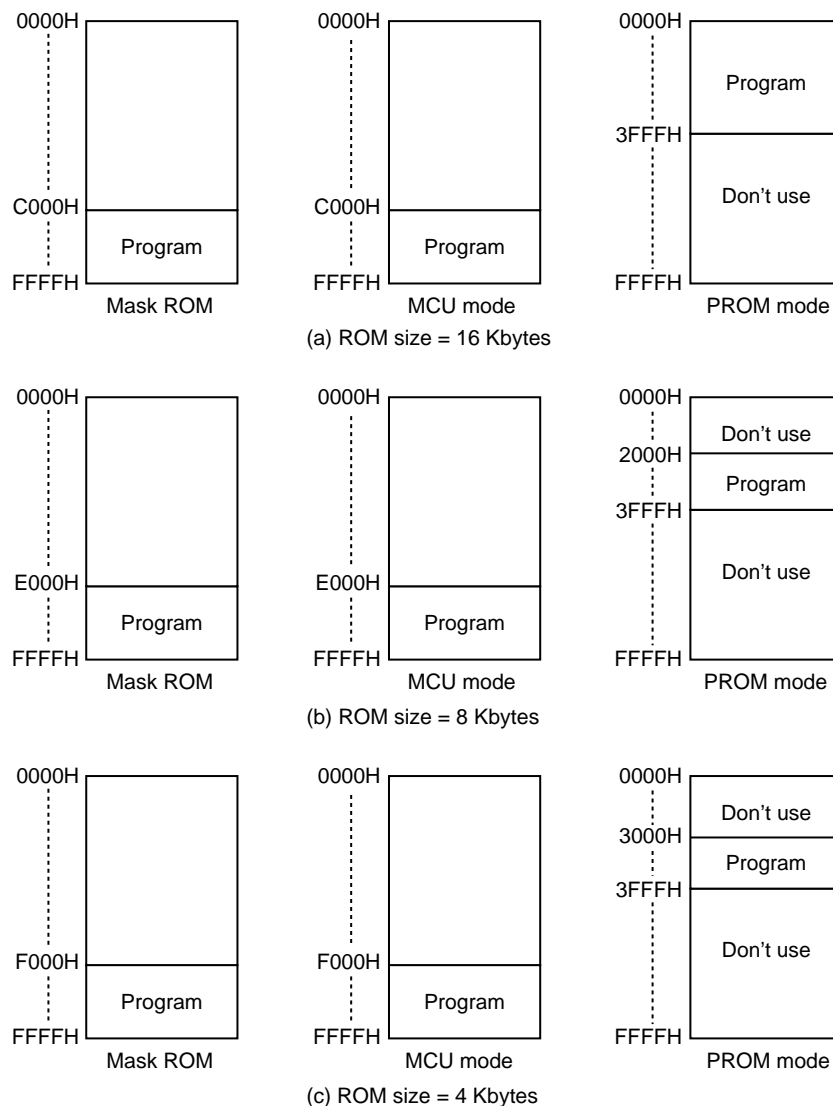 0000H
C000H
Program
FFFFH
Mask ROM
0000H
C000H
Program
FFFFH
MCU mode
0000H
Program
3FFFH
Don't use
FFFFH
PROM mode
(a) ROM size = 16 Kbytes
0000H
E000H
Program
FFFFH
Mask ROM
0000H
E000H
Program
FFFFH
MCU mode
0000H
Don't use
2000H
Program
3FFFH
Don't use
FFFFH
PROM mode
(b) ROM size = 8 Kbytes
0000H
F000H
Program
FFFFH
Mask ROM
0000H
F000H
Program
FFFFH
MCU mode
0000H
Don't use
3000H
Program
3FFFH
Don't use
FFFFH
PROM mode
(c) ROM size = 4 Kbytes